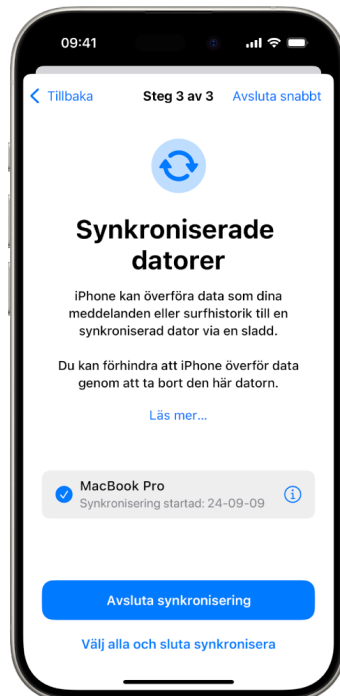 09:41
Tillbaka
Steg 3 av 3
Avsluta snabbt
Synkroniserade
datorer
iPhone kan överföra data som dina
meddelanden eller surfhistorik till en
synkroniserad dator via en sladd.
Du kan förhindra att iPhone överför data
genom att ta bort den här datorn.
Läs mer...
MacBook Pro
Synkronisering startad: 24-09-09
Avsluta synkronisering
Välj alla och sluta synkronisera